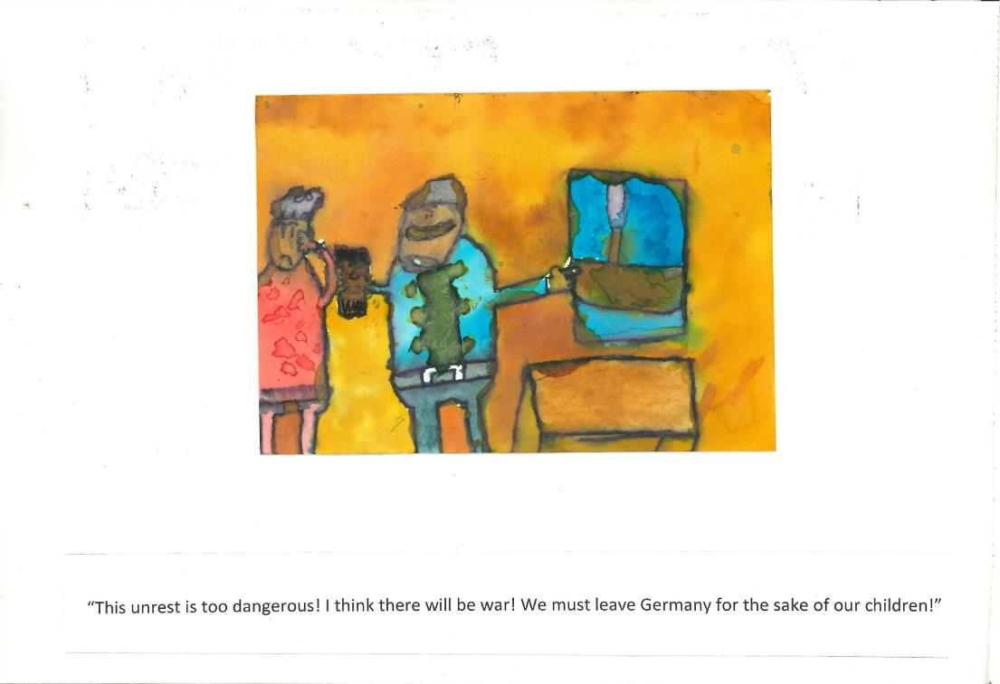 “This unrest is too dangerous! I think there will be war! We must leave Germany for the sake of our children!”